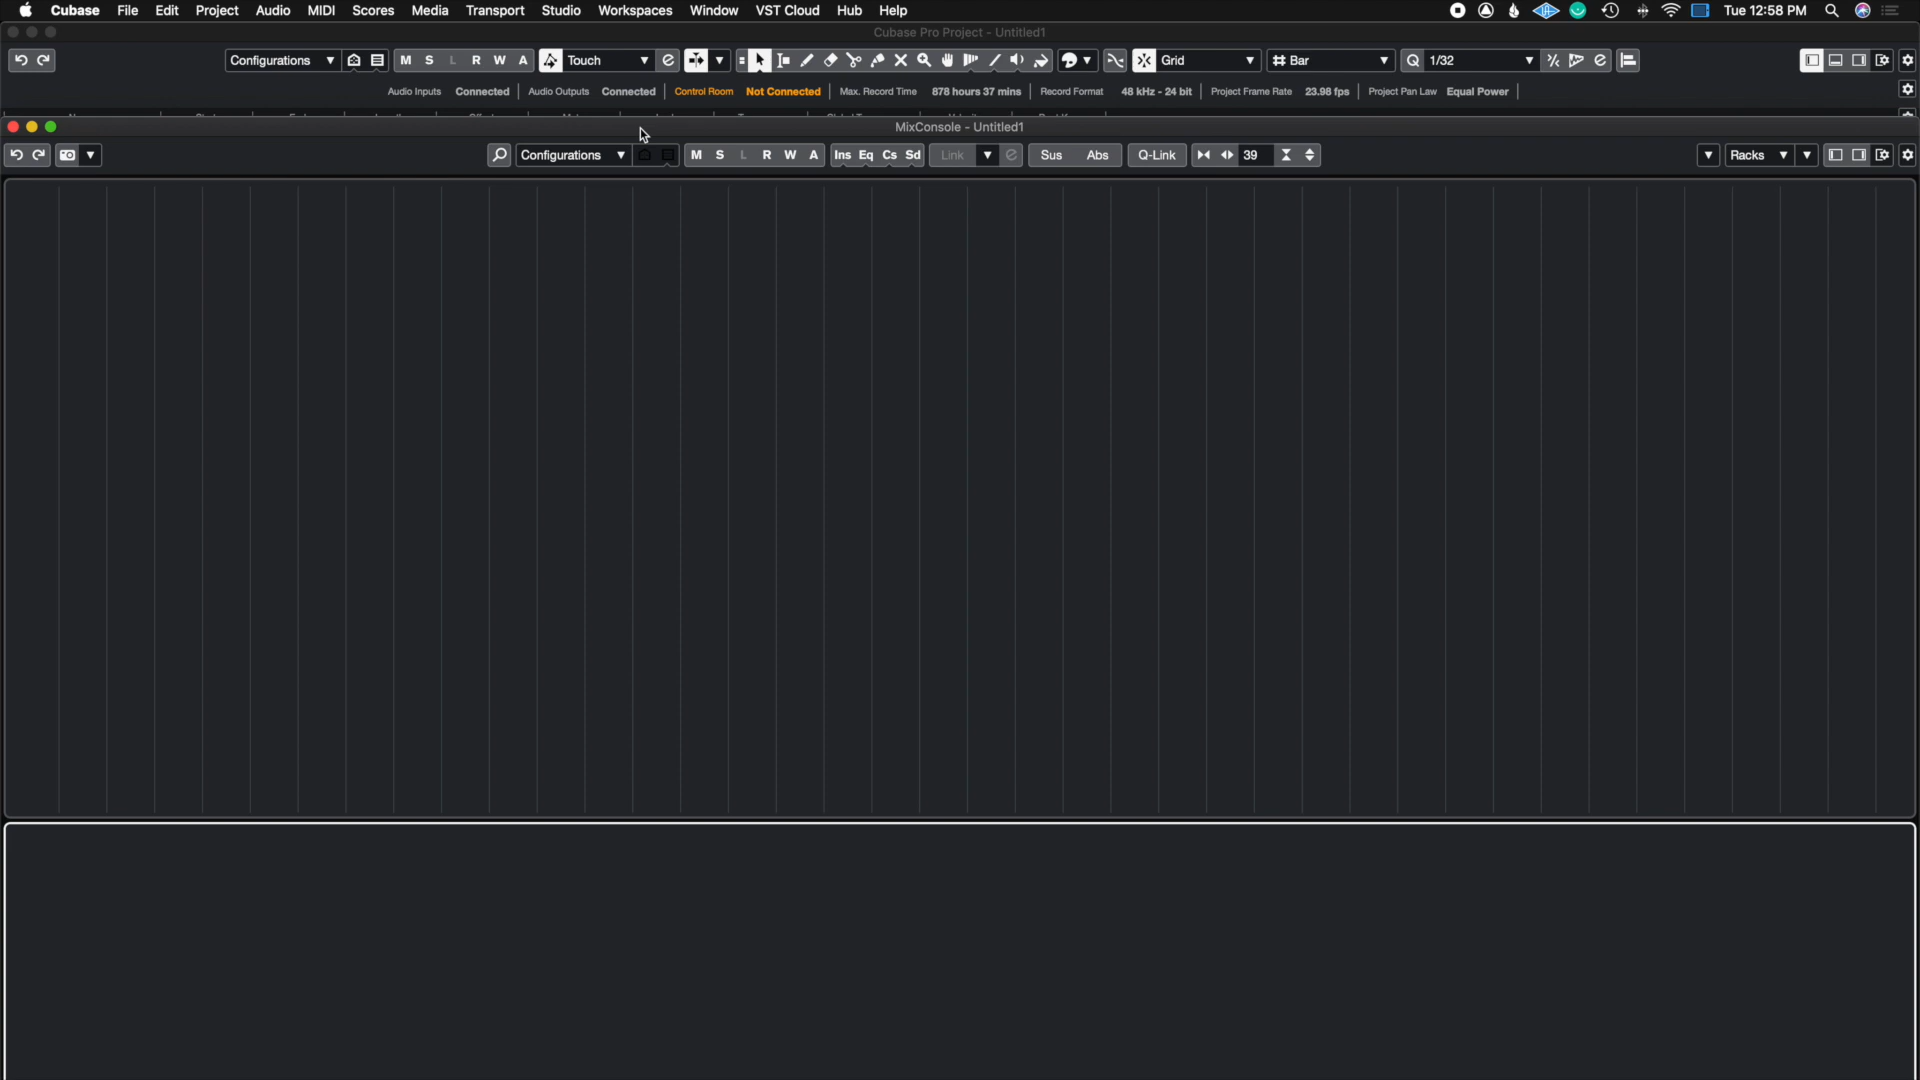 Cubase File Edit Project Audio MIDI Scores Media Transport Studio Workspaces Window VST Cloud Hub Help Tue 12:58 PM
Cubase Pro Project - Untitled1
Configurations M S L R W A Touch e Grid Bar Q 1/32 e
Audio Inputs Connected Audio Outputs Connected Control Room Not Connected Max. Record Time 878 hours 37 mins Record Format 48 kHz - 24 bit Project Frame Rate 23.98 fps Project Pan Law Equal Power
MixConsole - Untitled1
Configurations M S L R W A Ins Eq Cs Sd Link e Sus Abs Q-Link 39 Racks